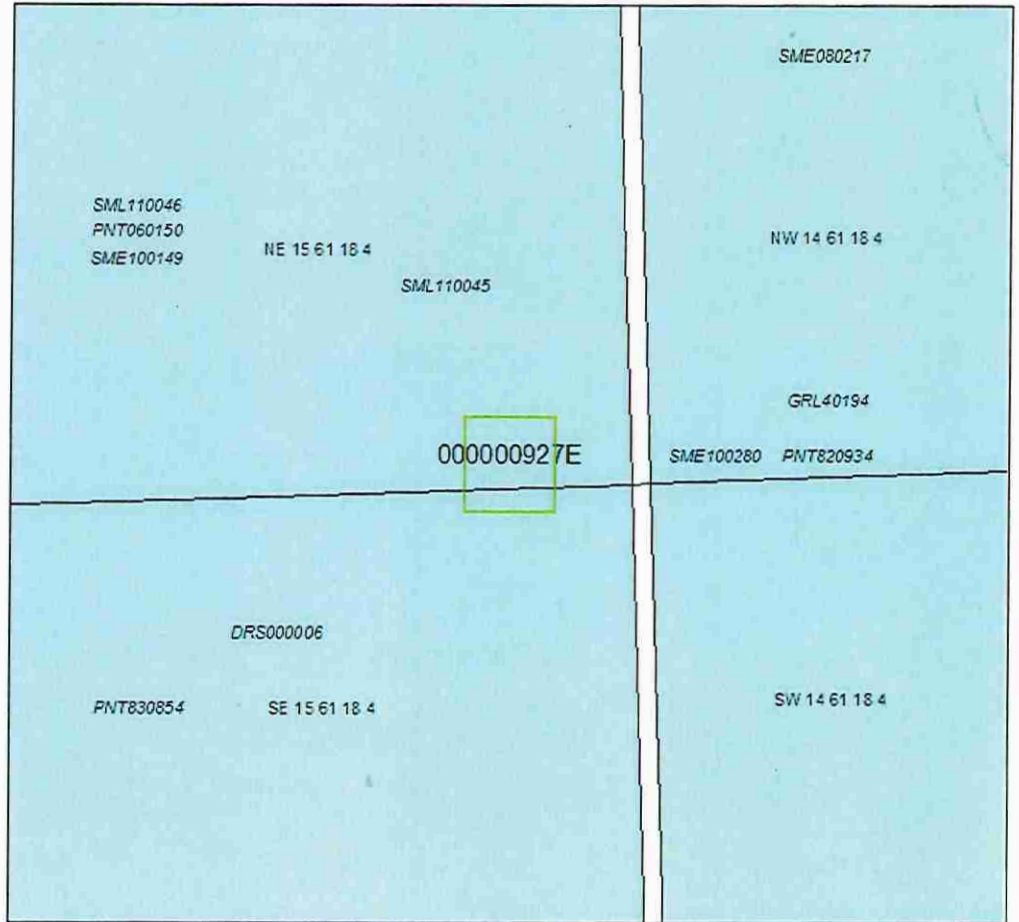 SME080217
SML110046
PNT060150
SME100149
NE 15 61 18 4
SML110045
NW 14 61 18 4
GRL40194
000000927E
SME100280 PNT820934
DRS000006
PNT830854
SE 15 61 18 4
SW 14 61 18 4